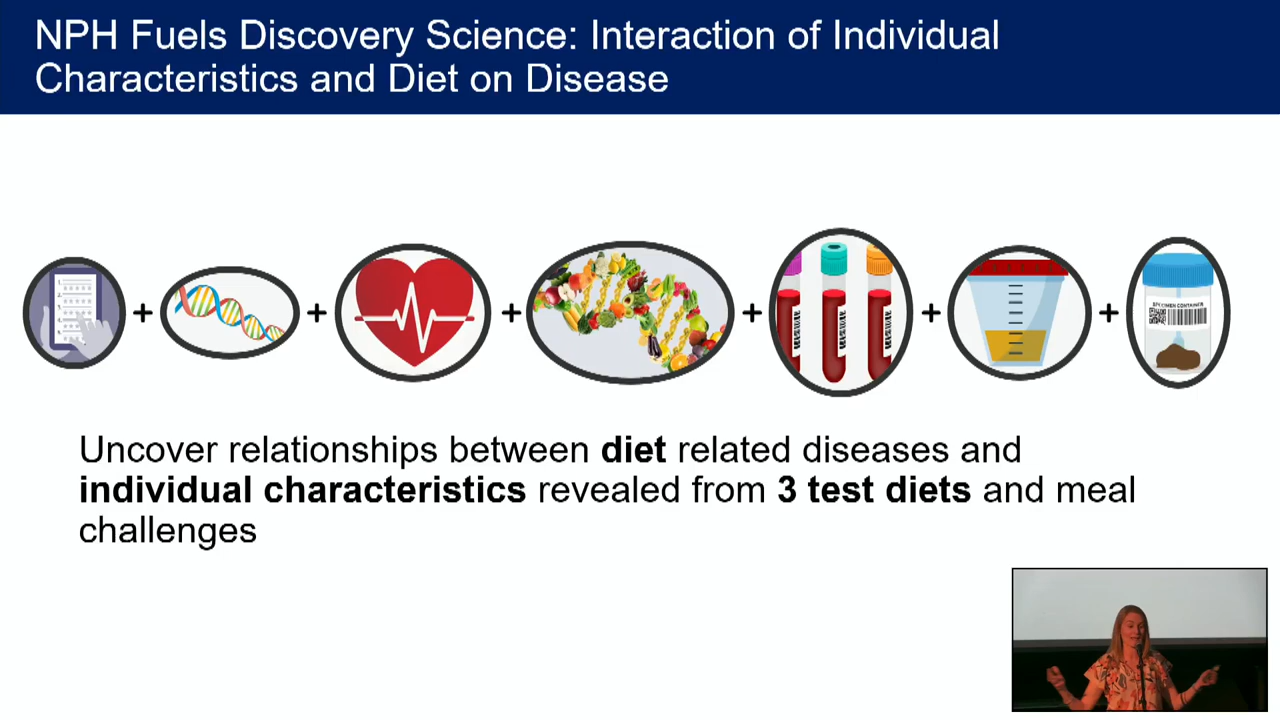 NPH Fuels Discovery Science: Interaction of Individual
Characteristics and Diet on Disease
+ + + + + +
SPECIMEN CONTAINER
Uncover relationships between diet related diseases and
individual characteristics revealed from 3 test diets and meal
challenges